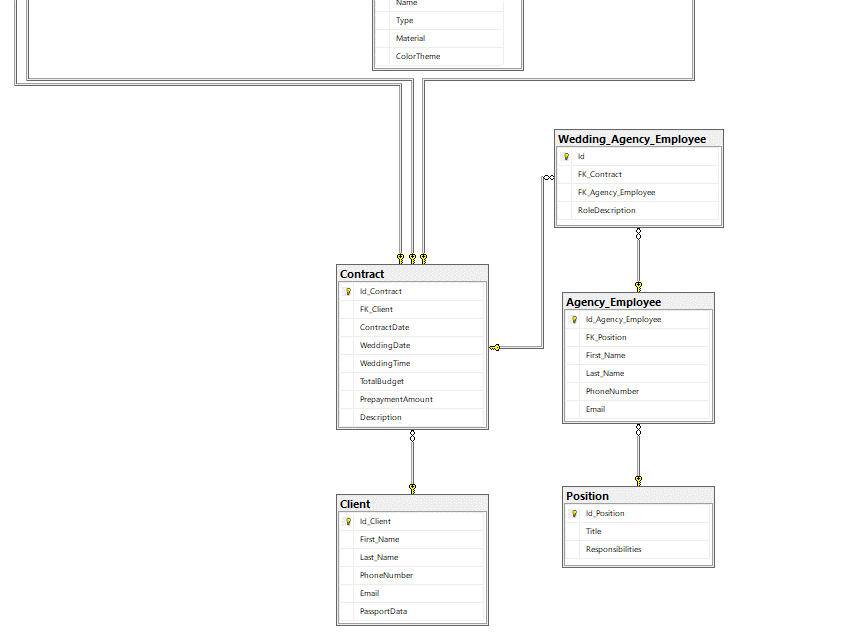 Name
Type
Material
ColorTheme
Wedding_Agency_Employee
Id
FK_Contract
FK_Agency_Employee
RoleDescription
Contract
Id_Contract
FK_Client
ContractDate
WeddingDate
WeddingTime
TotalBudget
PrepaymentAmount
Description
Agency_Employee
Id_Agency_Employee
FK_Position
First_Name
Last_Name
PhoneNumber
Email
Client
Id_Client
First_Name
Last_Name
PhoneNumber
Email
PassportData
Position
Id_Position
Title
Responsibilities